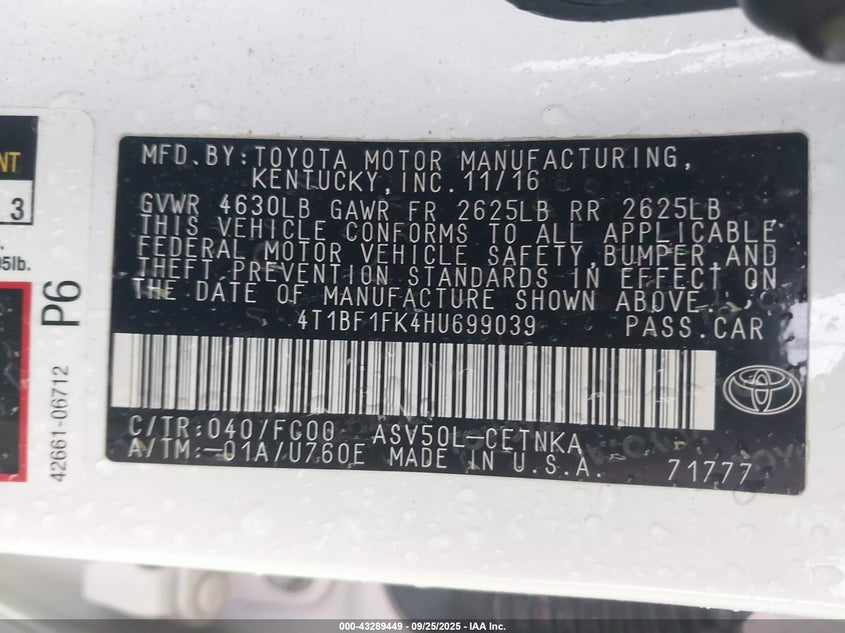 MFD.BY:TOYOTA MOTOR MANUFACTURING,
KENTUCKY,INC.11/16
GVWR 4630LB GAWR FR 2625LB RR 2625LB
THIS VEHICLE CONFORMS TO ALL APPLICABLE
FEDERAL MOTOR VEHICLE SAFETY,BUMPER,AND
THEFT PREVENTION STANDARDS IN EFFECT ON
THE DATE OF MANUFACTURE SHOWN ABOVE.
4T1BF1FK4HU699039 PASS.CAR
C/TR:040/FC00 ASV50L-CETNKA
A/TM:-01A/U760E MADE IN U.S.A. 71777
NT
3
5lb.
P6
42661-06712
000-43289449 - 09/25/2025 - IAA Inc.